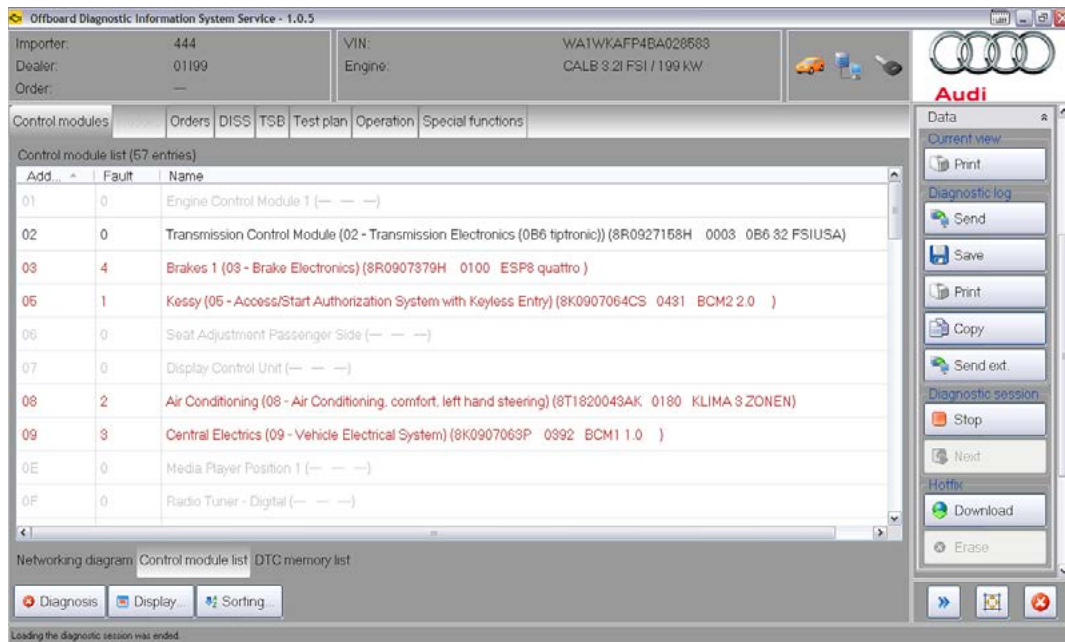 Offboard Diagnostic Information System Service - 1.0.5
Importer: 444 VIN: WA1WKAFP4BA028583
Dealer: 01199 Engine: CALB 3.2l FSI / 199 kW
Order: ---
Audi
Control modules Orders DISS TSB Test plan Operation Special functions
Control module list (57 entries)
Add... Fault Name
01 0 Engine Control Module 1 (--- --- ---)
02 0 Transmission Control Module (02 - Transmission Electronics (0B6 tiptronic)) (8R0927158H 0003 0B6 32 FSIUSA)
03 4 Brakes 1 (03 - Brake Electronics) (8R0907379H 0100 ESP8 quattro )
05 1 Kessy (05 - Access/Start Authorization System with Keyless Entry) (8K0907064CS 0431 BCM2 2.0 )
06 0 Seat Adjustment Passenger Side (--- --- ---)
07 0 Display Control Unit (--- --- ---)
08 2 Air Conditioning (08 - Air Conditioning, comfort, left hand steering) (8T1820043AK 0180 KLIMA 3 ZONEN)
09 3 Central Electrics (09 - Vehicle Electrical System) (8K0907063P 0392 BCM1 1.0 )
0E 0 Media Player Position 1 (--- --- ---)
0F 0 Radio Tuner - Digital (--- --- ---)
Networking diagram Control module list DTC memory list
Diagnosis Display... Sorting...
Loading the diagnostic session was ended.
Data
Current view
Print
Diagnostic log
Send
Save
Print
Copy
Send ext.
Diagnostic session
Stop
Next
Hotfix
Download
Erase